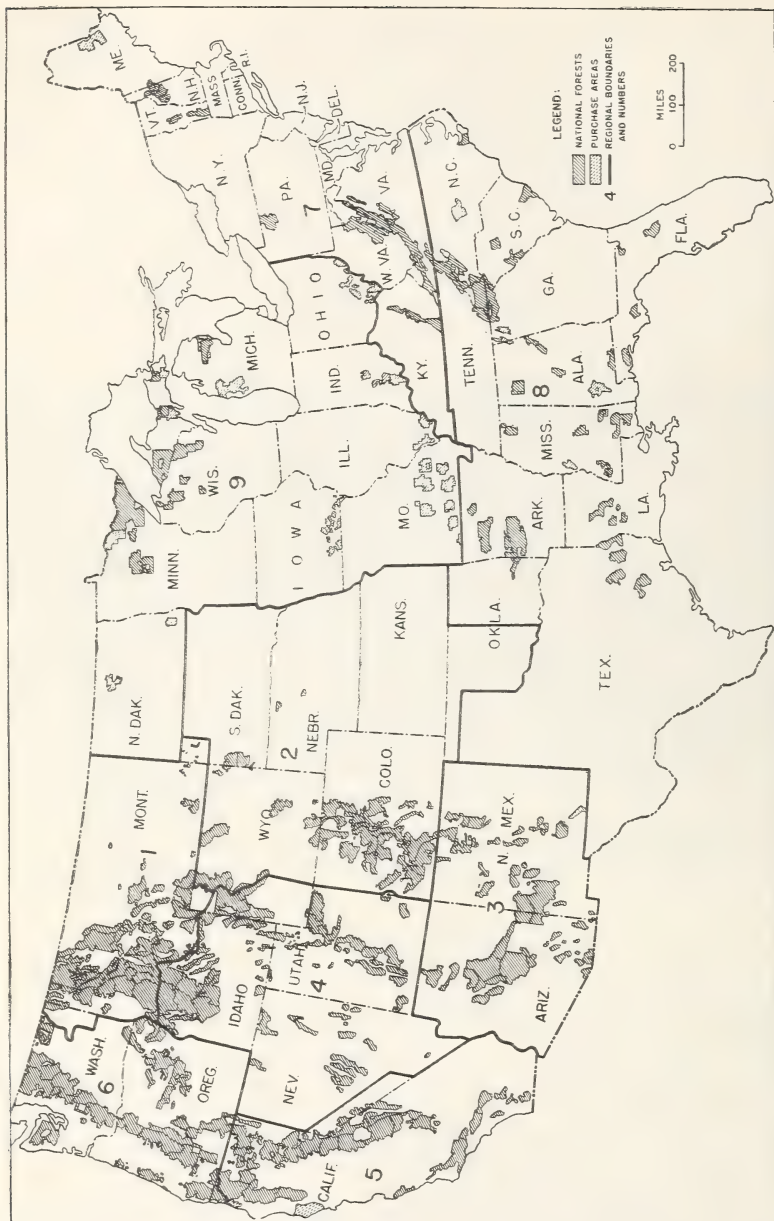 WASH.
6
OREG.
CALIF.
5
NEV.
IDAHO
UTAH
4
ARIZ.
3
N. MEX.
MONT.
1
WYO.
COLO.
N. DAK.
S. DAK.
2
NEBR.
KANS.
OKLA.
TEX.
MINN.
IOWA
MO.
ARK.
LA.
WIS.
9
ILL.
MICH.
IND.
OHIO
KY.
TENN.
MISS.
ALA.
8
GA.
FLA.
S.C.
N.C.
VA.
W. VA.
MD.
DEL.
N.J.
PA.
7
N.Y.
VT.
N.H.
MASS
CONN.
R.I.
ME.
LEGEND:
NATIONAL FORESTS
PURCHASE AREAS
4 REGIONAL BOUNDARIES
AND NUMBERS
MILES
0 100 200